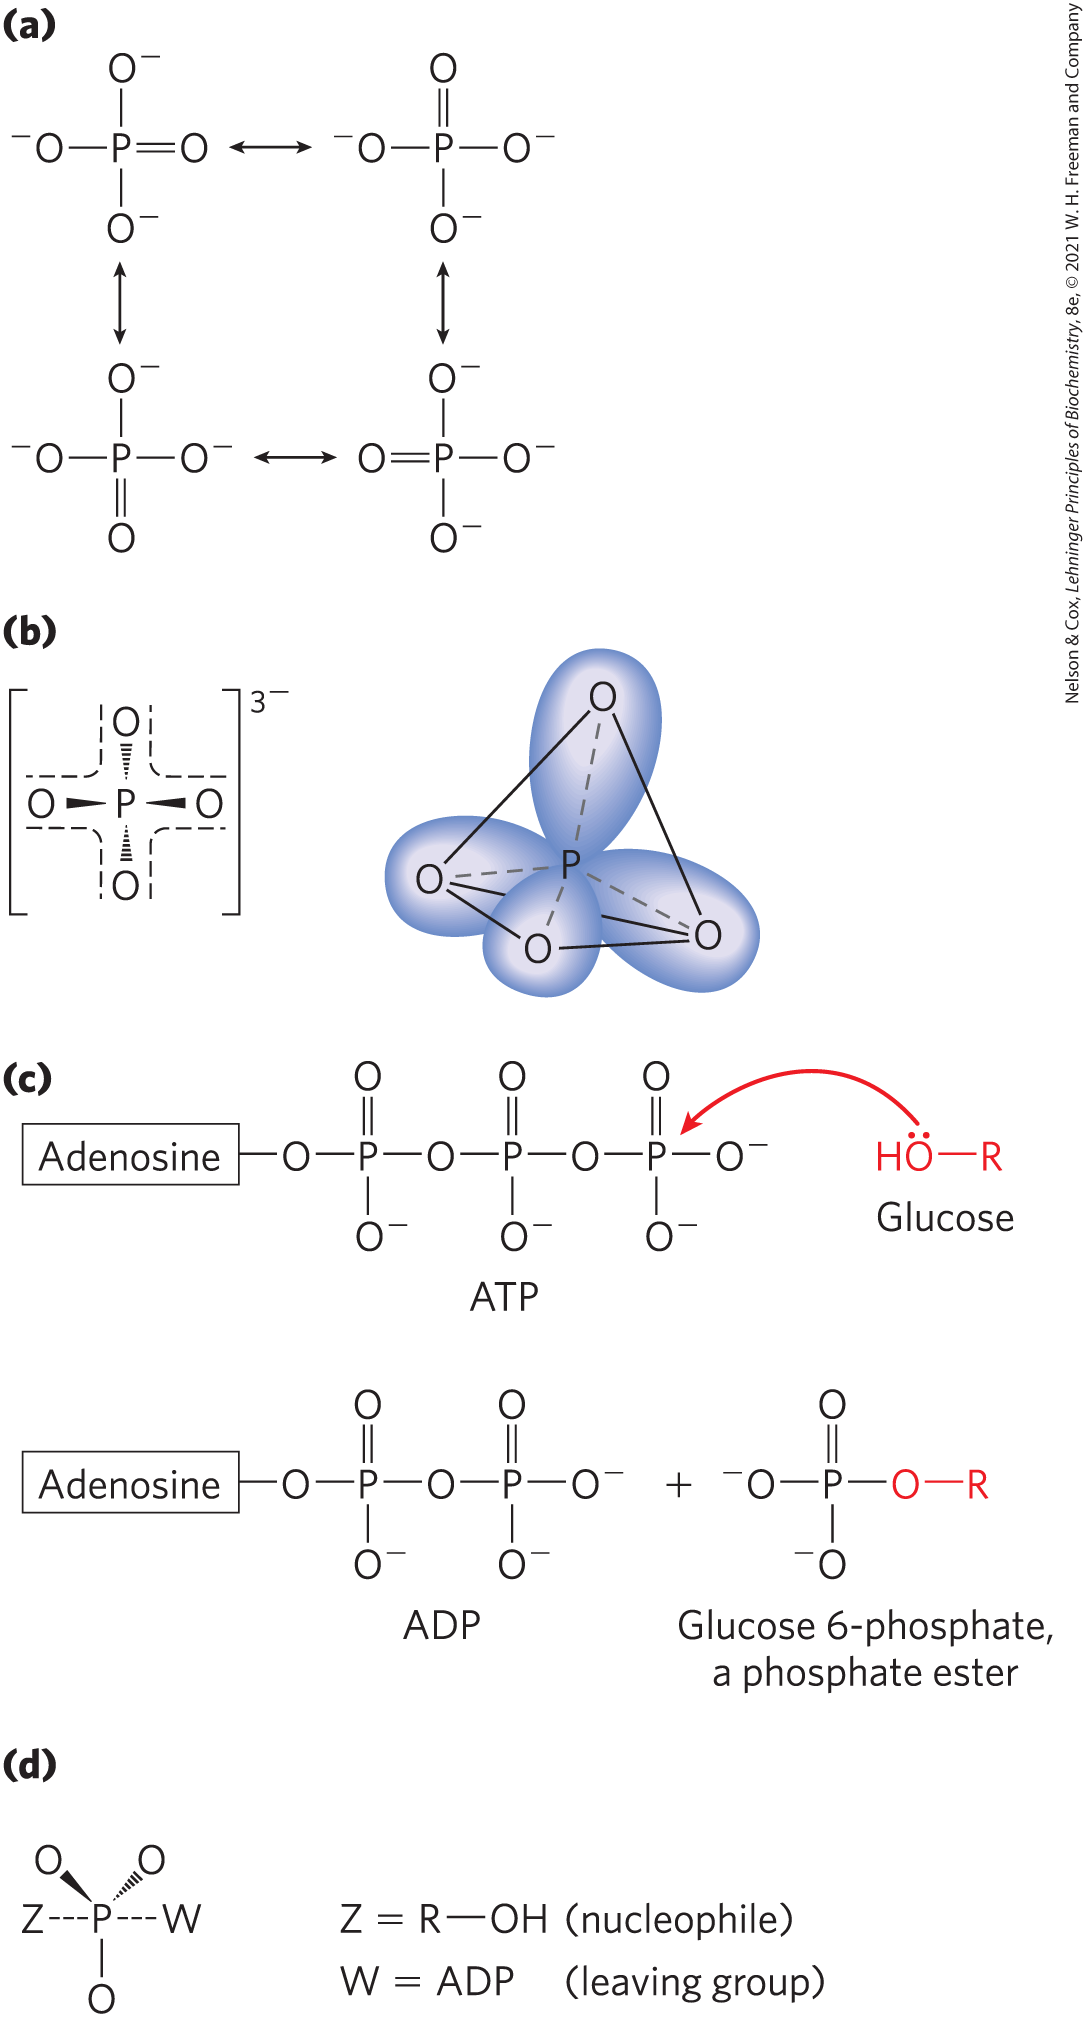 (a)
O⁻ O
⁻O—P=O ⁻O—P—O⁻
O⁻ O⁻
O⁻ O⁻
⁻O—P—O⁻ O=P—O⁻
O O⁻
(b)
3−
O
O P O
O
O
P
O
O
O
(c)
O O O
Adenosine—O—P—O—P—O—P—O⁻ HÖ—R
O⁻ O⁻ O⁻ Glucose
ATP
O O O
Adenosine—O—P—O—P—O⁻ + ⁻O—P—O—R
O⁻ O⁻ ⁻O
ADP Glucose 6-phosphate,
a phosphate ester
(d)
O O
Z---P---W Z = R—OH (nucleophile)
O W = ADP (leaving group)
Nelson & Cox, Lehninger Principles of Biochemistry, 8e, © 2021 W. H. Freeman and Company